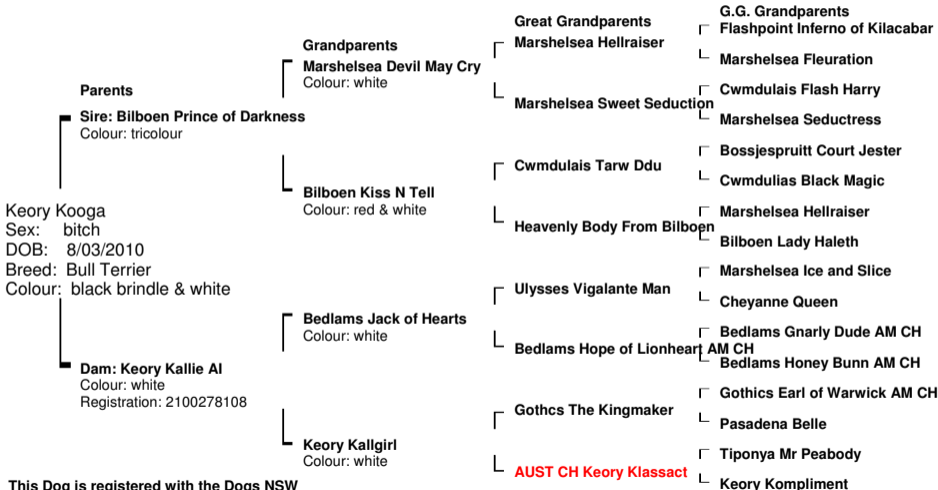 Keory Kooga
Sex: bitch
DOB: 8/03/2010
Breed: Bull Terrier
Colour: black brindle & white
Parents
Sire: Bilboen Prince of Darkness
Colour: tricolour
Dam: Keory Kallie Al
Colour: white
Registration: 2100278108
This Dog is registered with the Dogs NSW
Grandparents
Marshelsea Devil May Cry
Colour: white
Bilboen Kiss N Tell
Colour: red & white
Bedlams Jack of Hearts
Colour: white
Keory Kallgirl
Colour: white
Great Grandparents
Marshelsea Hellraiser
Marshelsea Sweet Seduction
Cwmdulais Tarw Ddu
Heavenly Body From Bilboen
Ulysses Vigalante Man
Bedlams Hope of Lionheart AM CH
Gothcs The Kingmaker
AUST CH Keory Klassact
G.G. Grandparents
Flashpoint Inferno of Kilacabar
Marshelsea Fleuration
Cwmdulais Flash Harry
Marshelsea Seductress
Bossjespruitt Court Jester
Cwmdulias Black Magic
Marshelsea Hellraiser
Bilboen Lady Haleth
Marshelsea Ice and Slice
Cheyanne Queen
Bedlams Gnarly Dude AM CH
Bedlams Honey Bunn AM CH
Gothics Earl of Warwick AM CH
Pasadena Belle
Tiponya Mr Peabody
Keory Kompliment